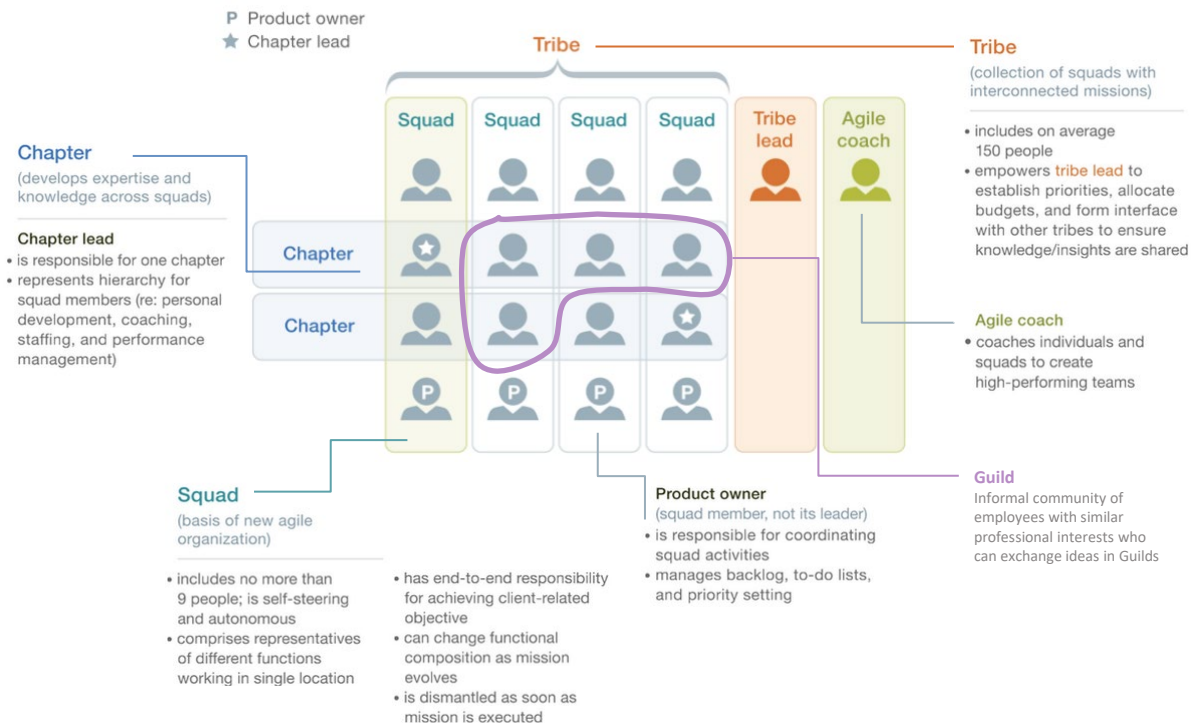 P Product owner
★ Chapter lead
Tribe
Squad
Squad
Squad
Squad
Tribe
lead
Agile
coach
Chapter
(develops expertise and
knowledge across squads)
Chapter lead
• is responsible for one chapter
• represents hierarchy for
squad members (re: personal
development, coaching,
staffing, and performance
management)
Chapter
Chapter
P
P
P
P
Tribe
(collection of squads with
interconnected missions)
• includes on average
150 people
• empowers tribe lead to
establish priorities, allocate
budgets, and form interface
with other tribes to ensure
knowledge/insights are shared
Agile coach
• coaches individuals and
squads to create
high-performing teams
Guild
Informal community of
employees with similar
professional interests who
can exchange ideas in Guilds
Squad
(basis of new agile
organization)
• includes no more than
9 people; is self-steering
and autonomous
• comprises representatives
of different functions
working in single location
• has end-to-end responsibility
for achieving client-related
objective
• can change functional
composition as mission
evolves
• is dismantled as soon as
mission is executed
Product owner
(squad member, not its leader)
• is responsible for coordinating
squad activities
• manages backlog, to-do lists,
and priority setting